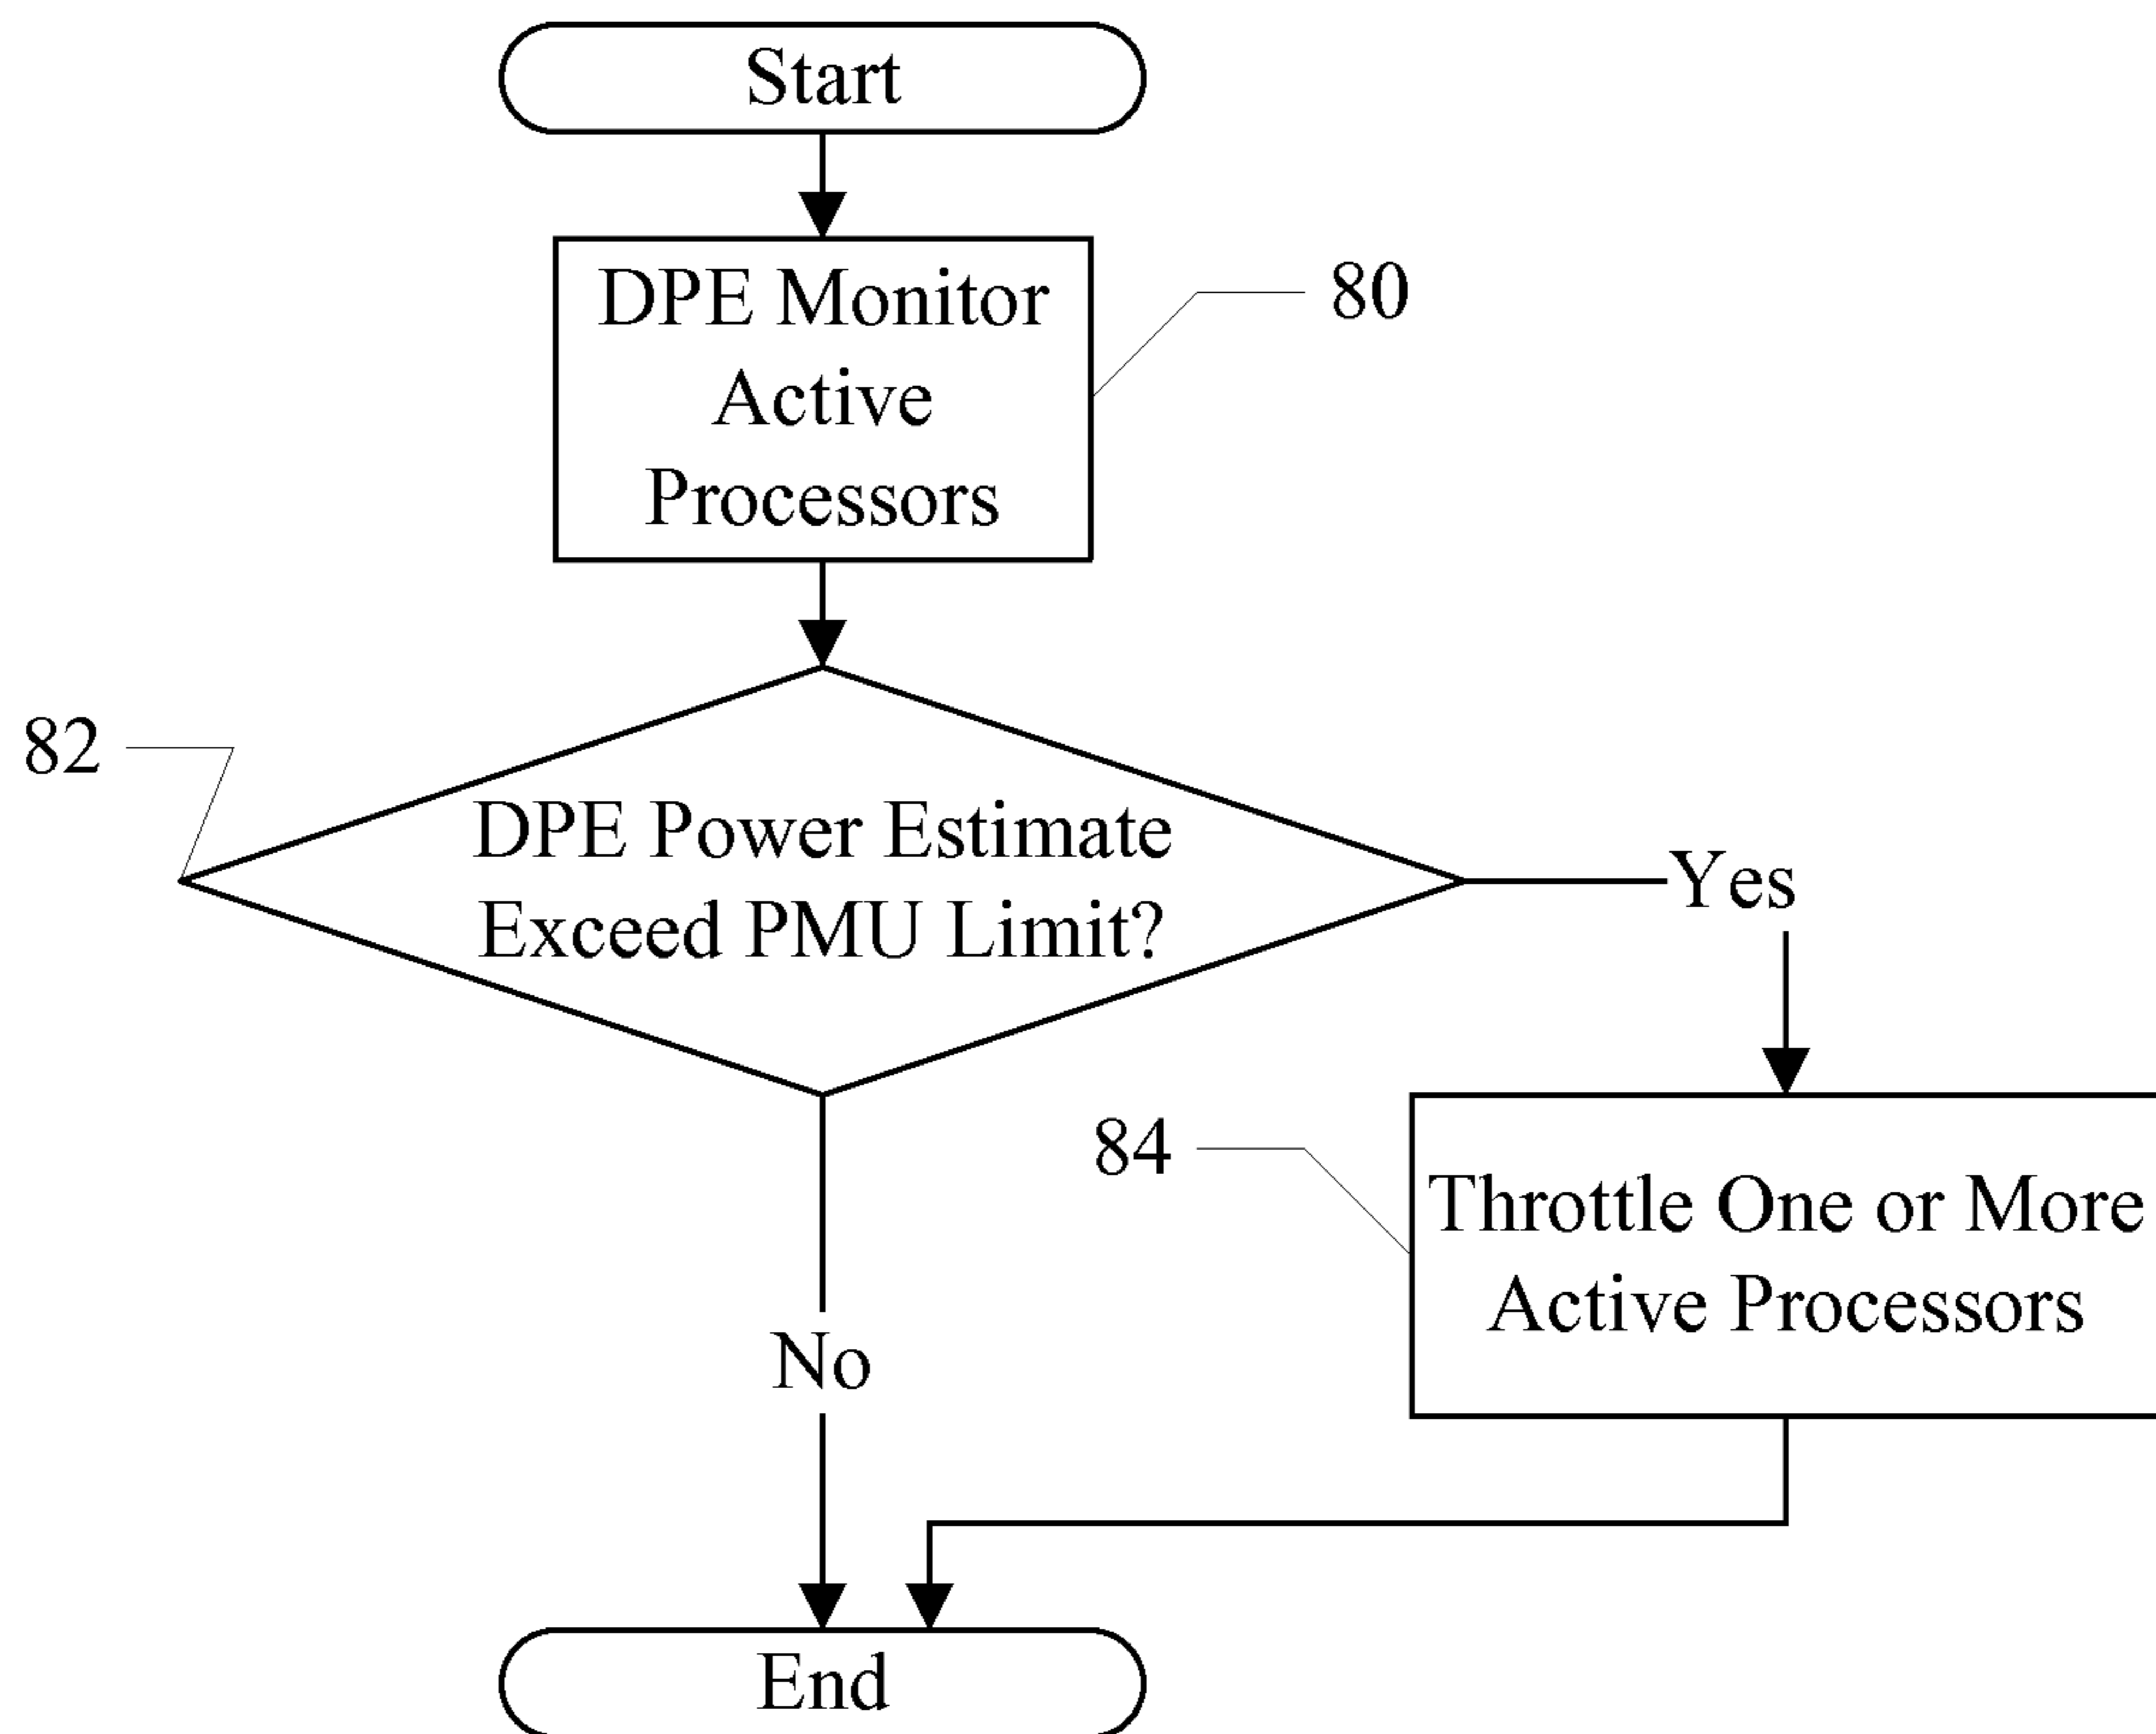 Start
DPE Monitor
Active
Processors
80
82
DPE Power Estimate
Exceed PMU Limit?
Yes
84
Throttle One or More
Active Processors
No
End